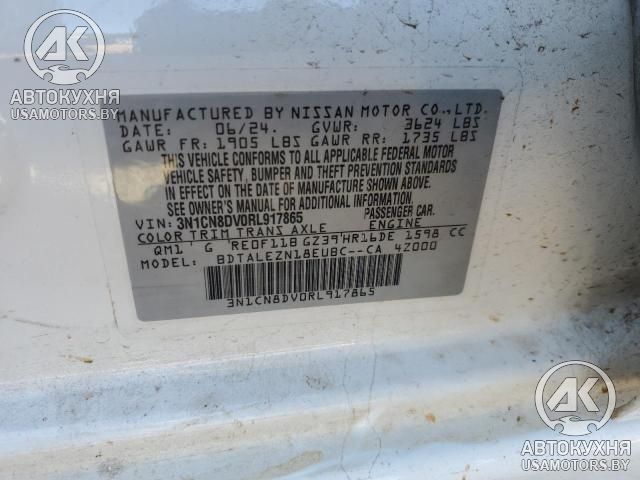 AK
АВТОКУХНЯ
USAMOTORS.BY
MANUFACTURED BY NISSAN MOTOR CO., LTD.
DATE: 06/24. GVWR: 3624 LBS
GAWR FR: 1905 LBS GAWR RR: 1735 LBS
THIS VEHICLE CONFORMS TO ALL APPLICABLE FEDERAL MOTOR
VEHICLE SAFETY, BUMPER AND THEFT PREVENTION STANDARDS
IN EFFECT ON THE DATE OF MANUFACTURE SHOWN ABOVE.
SEE OWNERS MANUAL FOR ADDITIONAL INFORMATION.
VIN: 3N1CN8DV0RL917865 PASSENGER CAR.
COLOR TRIM TRANS AXLE ENGINE
QM1 G RE0F11B GZ39 HR16DE 1598 CC
MODEL: BDTALEZN18EUBC--CA 42000
3N1CN8DV0RL917865
AK
АВТОКУХНЯ
USAMOTORS.BY